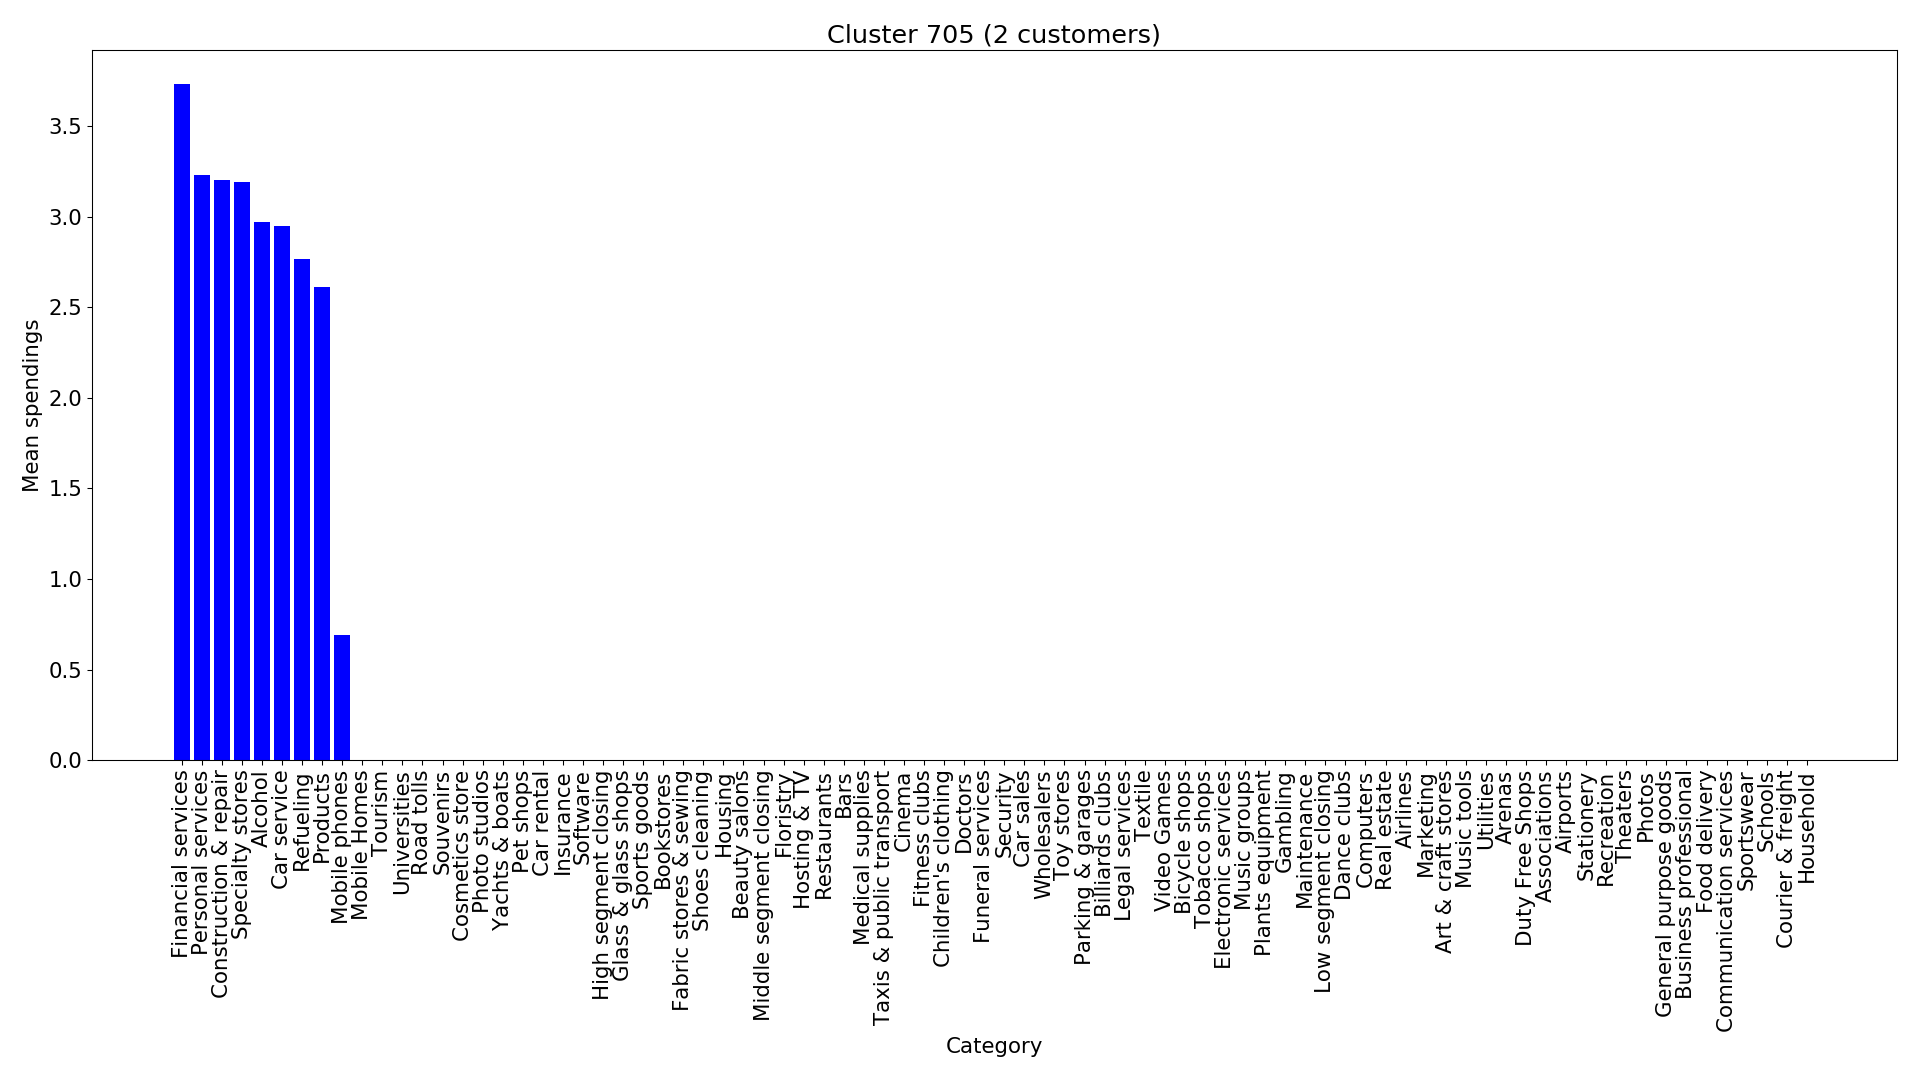 Cluster 705 (2 customers)
3.5
3.0
2.5
2.0
1.5
1.0
0.5
0.0
Mean spendings
Financial services
Personal services
Construction & repair
Specialty stores
Alcohol
Car service
Refueling
Products
Mobile phones
Mobile Homes
Tourism
Universities
Road tolls
Souvenirs
Cosmetics store
Photo studios
Yachts & boats
Pet shops
Car rental
Insurance
Software
High segment closing
Glass & glass shops
Sports goods
Bookstores
Fabric stores & sewing
Shoes cleaning
Housing
Beauty salons
Middle segment closing
Floristry
Hosting & TV
Restaurants
Bars
Medical supplies
Taxis & public transport
Cinema
Fitness clubs
Children's clothing
Doctors
Funeral services
Security
Car sales
Wholesalers
Toy stores
Parking & garages
Billiards clubs
Legal services
Textile
Video Games
Bicycle shops
Tobacco shops
Electronic services
Music groups
Plants equipment
Gambling
Maintenance
Low segment closing
Dance clubs
Computers
Real estate
Airlines
Marketing
Art & craft stores
Music tools
Utilities
Arenas
Duty Free Shops
Associations
Airports
Stationery
Recreation
Theaters
Photos
General purpose goods
Business professional
Food delivery
Communication services
Sportswear
Schools
Courier & freight
Household
Category